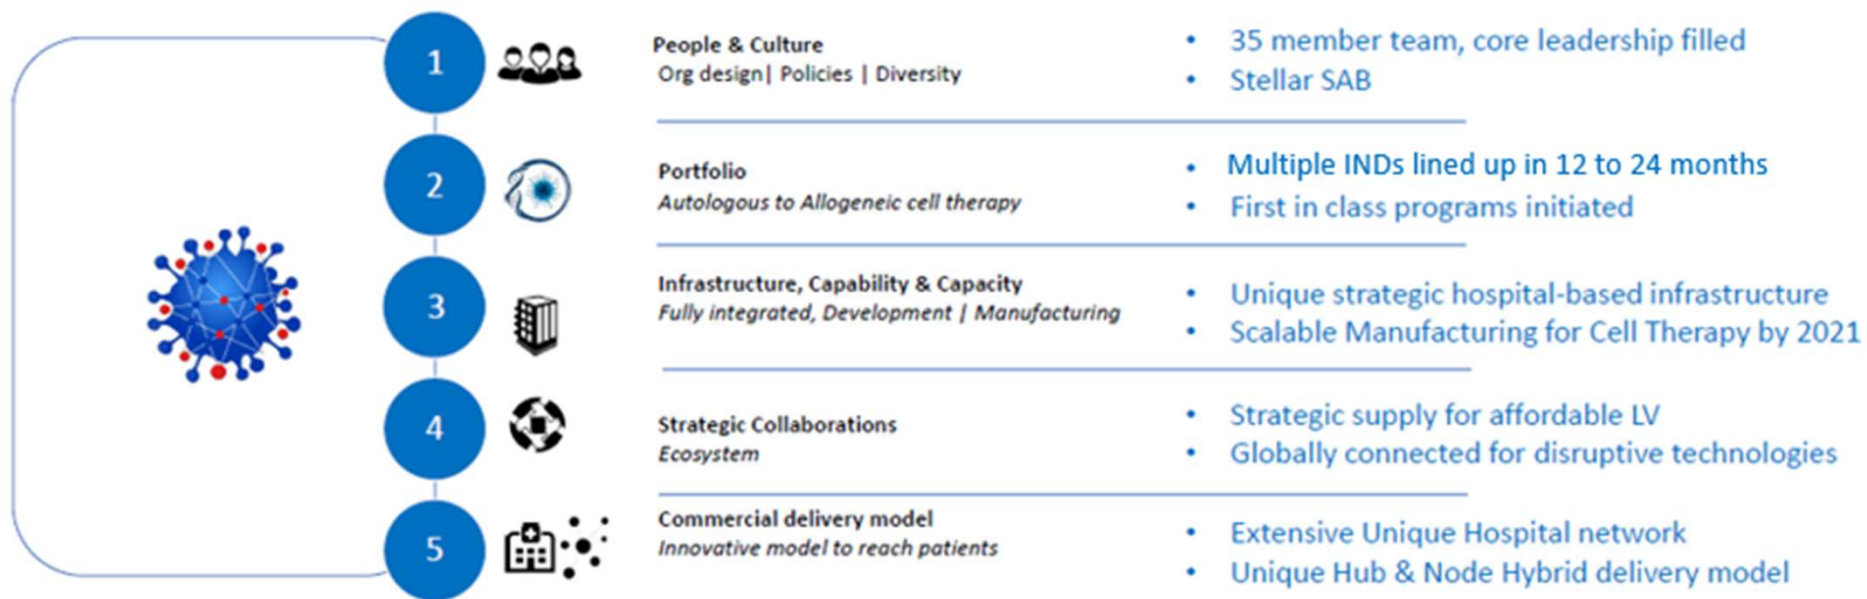 1
People & Culture
Org design| Policies | Diversity
• 35 member team, core leadership filled
• Stellar SAB
2
Portfolio
Autologous to Allogeneic cell therapy
• Multiple INDs lined up in 12 to 24 months
• First in class programs initiated
3
Infrastructure, Capability & Capacity
Fully integrated, Development | Manufacturing
• Unique strategic hospital-based infrastructure
• Scalable Manufacturing for Cell Therapy by 2021
4
Strategic Collaborations
Ecosystem
• Strategic supply for affordable LV
• Globally connected for disruptive technologies
5
Commercial delivery model
Innovative model to reach patients
• Extensive Unique Hospital network
• Unique Hub & Node Hybrid delivery model